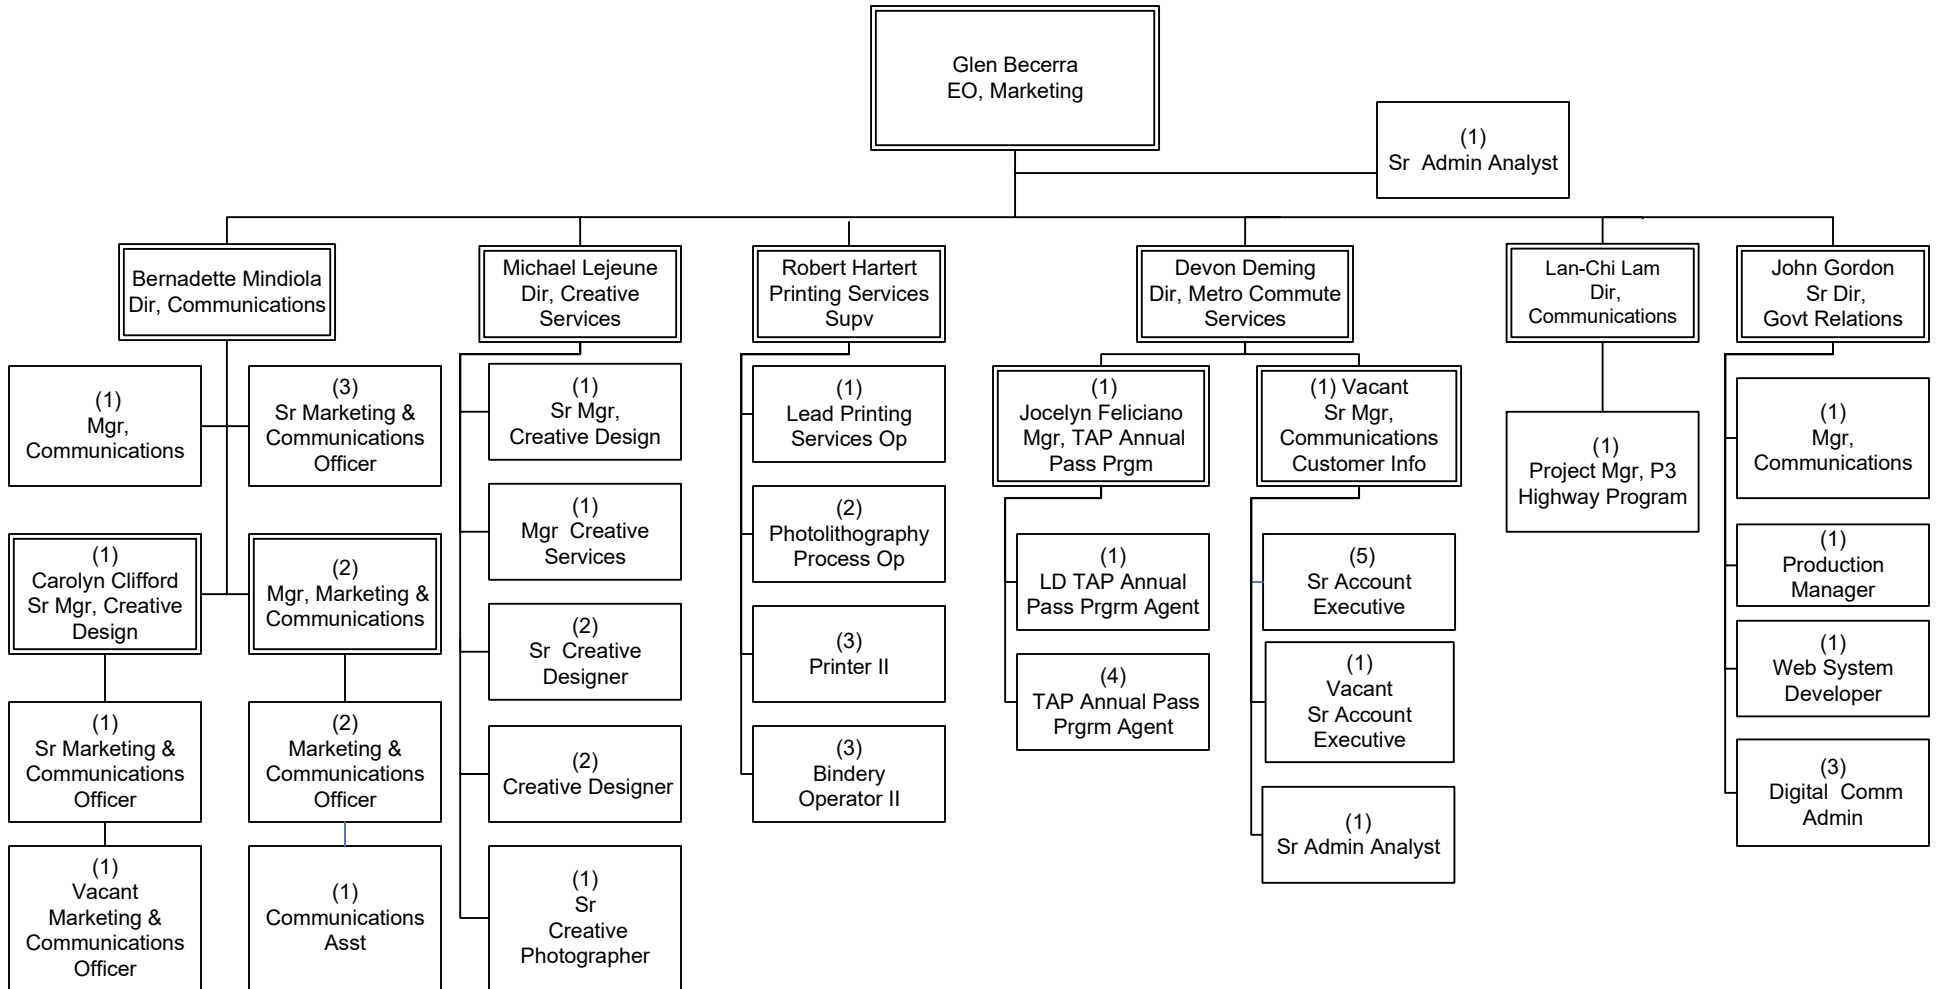 Glen Becerra
EO, Marketing
(1)
Sr Admin Analyst
Bernadette Mindiola
Dir, Communications
Michael Lejeune
Dir, Creative
Services
Robert Hartert
Printing Services
Supv
Devon Deming
Dir, Metro Commute
Services
Lan-Chi Lam
Dir,
Communications
John Gordon
Sr Dir,
Govt Relations
(1)
Mgr,
Communications
(3)
Sr Marketing &
Communications
Officer
(1)
Carolyn Clifford
Sr Mgr, Creative
Design
(2)
Mgr, Marketing &
Communications
(1)
Sr Marketing &
Communications
Officer
(2)
Marketing &
Communications
Officer
(1)
Vacant
Marketing &
Communications
Officer
(1)
Communications
Asst
(1)
Sr Mgr,
Creative Design
(1)
Mgr Creative
Services
(2)
Sr Creative
Designer
(2)
Creative Designer
(1)
Sr
Creative
Photographer
(1)
Lead Printing
Services Op
(2)
Photolithography
Process Op
(3)
Printer II
(3)
Bindery
Operator II
(1)
Jocelyn Feliciano
Mgr, TAP Annual
Pass Prgm
(1) Vacant
Sr Mgr,
Communications
Customer Info
(1)
LD TAP Annual
Pass Prgrm Agent
(4)
TAP Annual Pass
Prgrm Agent
(5)
Sr Account
Executive
(1)
Vacant
Sr Account
Executive
(1)
Sr Admin Analyst
(1)
Project Mgr, P3
Highway Program
(1)
Mgr,
Communications
(1)
Production
Manager
(1)
Web System
Developer
(3)
Digital Comm
Admin